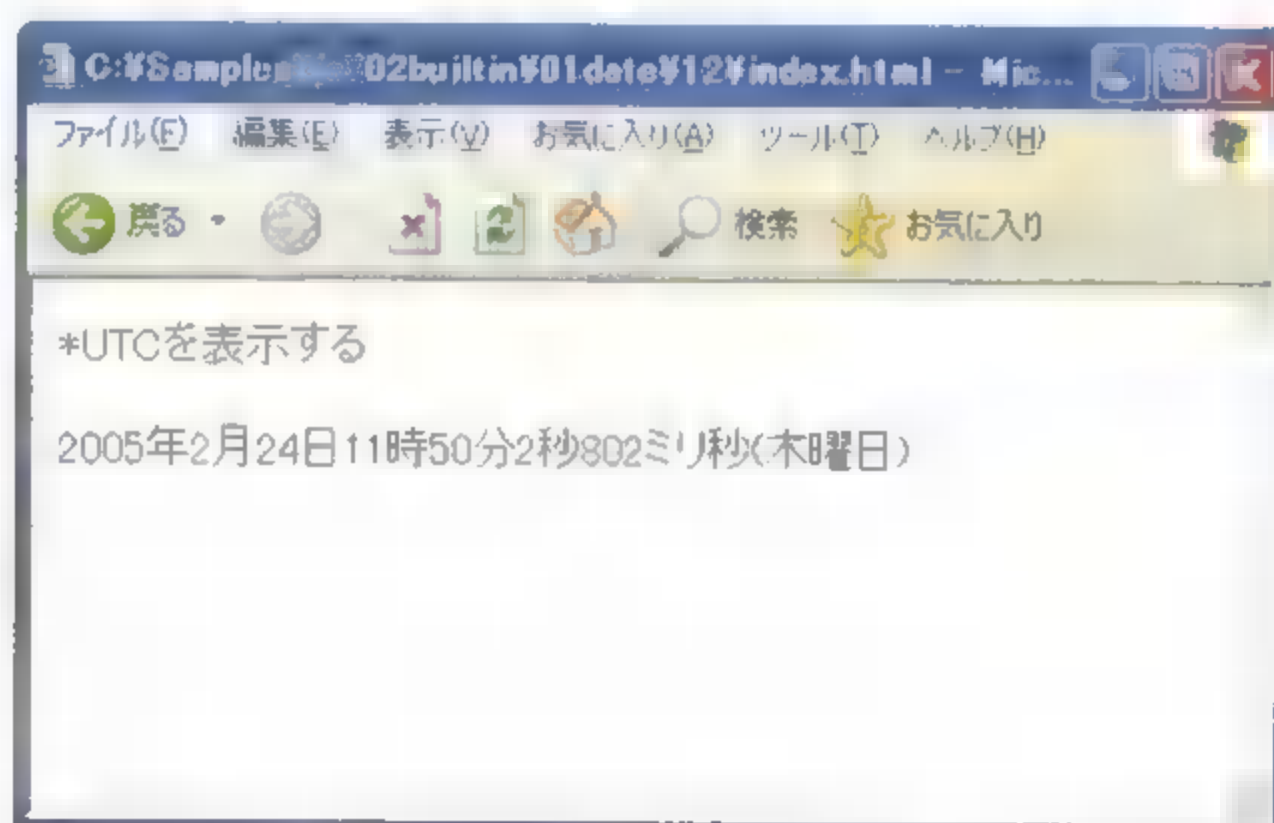 C:¥Samples 02builtin¥01date¥12¥index.html - Mic...
ファイル(F) 編集(E) 表示(V) お気に入り(A) ツール(T) ヘルプ(H)
戻る 検索 お気に入り
*UTCを表示する
2005年2月24日11時50分2秒802ミリ秒(木曜日)